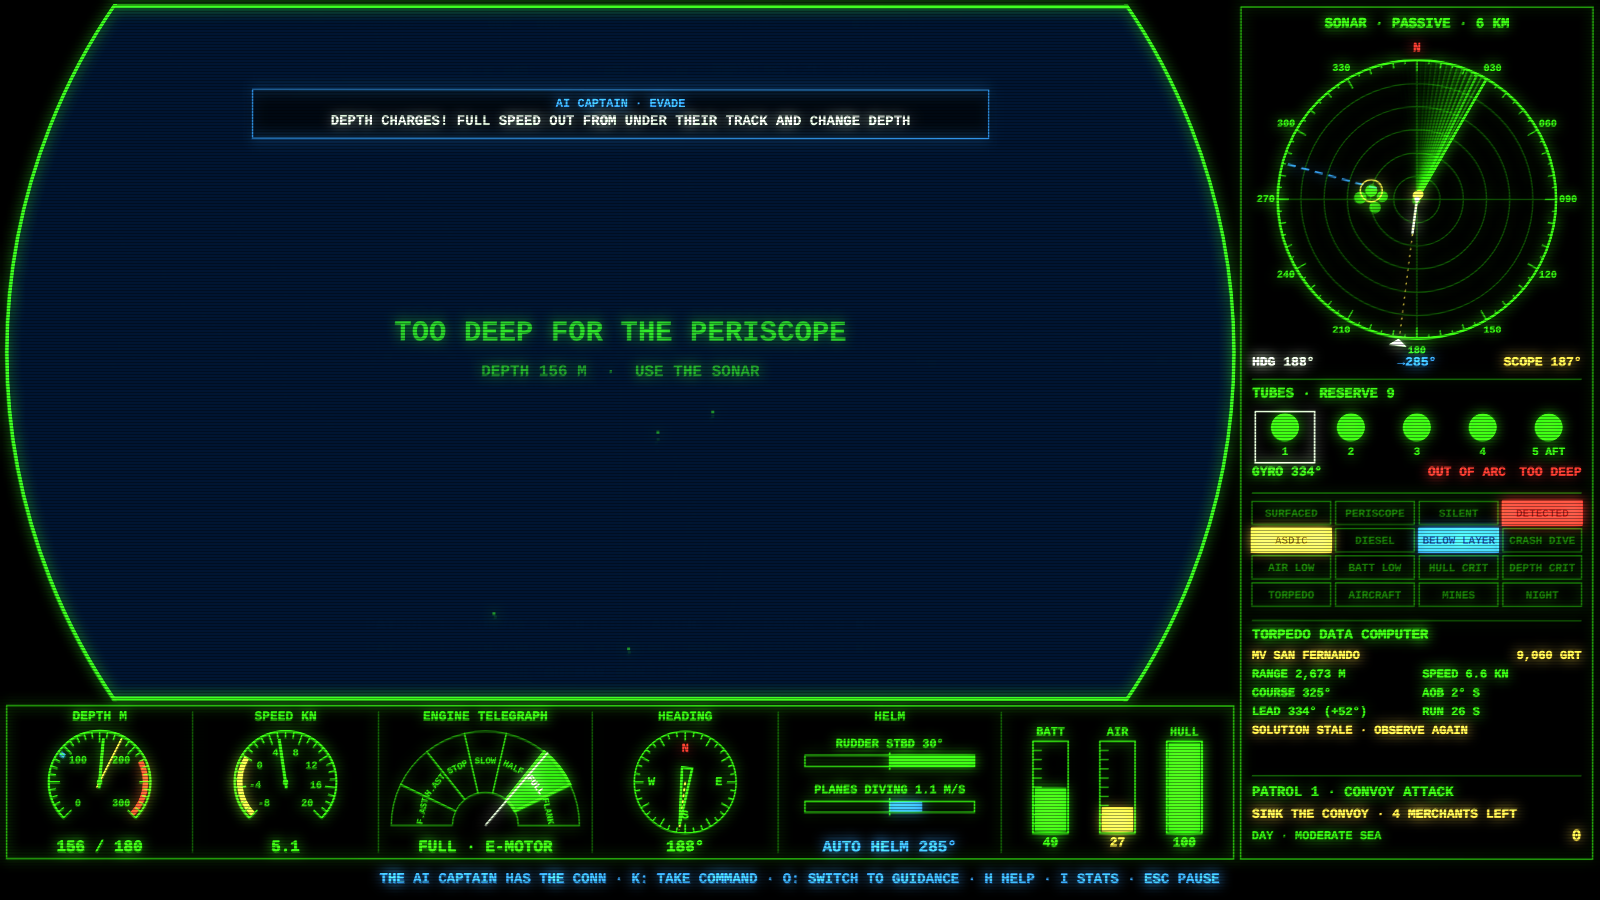 AI CAPTAIN · EVADE
DEPTH CHARGES! FULL SPEED OUT FROM UNDER THEIR TRACK AND CHANGE DEPTH
TOO DEEP FOR THE PERISCOPE
DEPTH 156 M · USE THE SONAR
SONAR · PASSIVE · 6 KM
N
330 030
300 060
270 090
240 120
210 150
180
HDG 188° →285° SCOPE 187°
TUBES · RESERVE 9
1 2 3 4 5 AFT
GYRO 334° OUT OF ARC TOO DEEP
SURFACED PERISCOPE SILENT DETECTED
ASDIC DIESEL BELOW LAYER CRASH DIVE
AIR LOW BATT LOW HULL CRIT DEPTH CRIT
TORPEDO AIRCRAFT MINES NIGHT
TORPEDO DATA COMPUTER
MV SAN FERNANDO 9,060 GRT
RANGE 2,673 M SPEED 6.6 KN
COURSE 325° AOB 2° S
LEAD 334° (+52°) RUN 26 S
SOLUTION STALE · OBSERVE AGAIN
PATROL 1 · CONVOY ATTACK
SINK THE CONVOY · 4 MERCHANTS LEFT
DAY · MODERATE SEA 0
DEPTH M
0 100 200 300
156 / 180
SPEED KN
-8 -4 0 4 8 12 16 20
5.1
ENGINE TELEGRAPH
STOP SLOW HALF FULL FLANK
FULL · E-MOTOR
HEADING
N
W E
S
188°
HELM
RUDDER STBD 30°
PLANES DIVING 1.1 M/S
AUTO HELM 285°
BATT AIR HULL
49 27 100
THE AI CAPTAIN HAS THE CONN · K: TAKE COMMAND · O: SWITCH TO GUIDANCE · H HELP · I STATS · ESC PAUSE